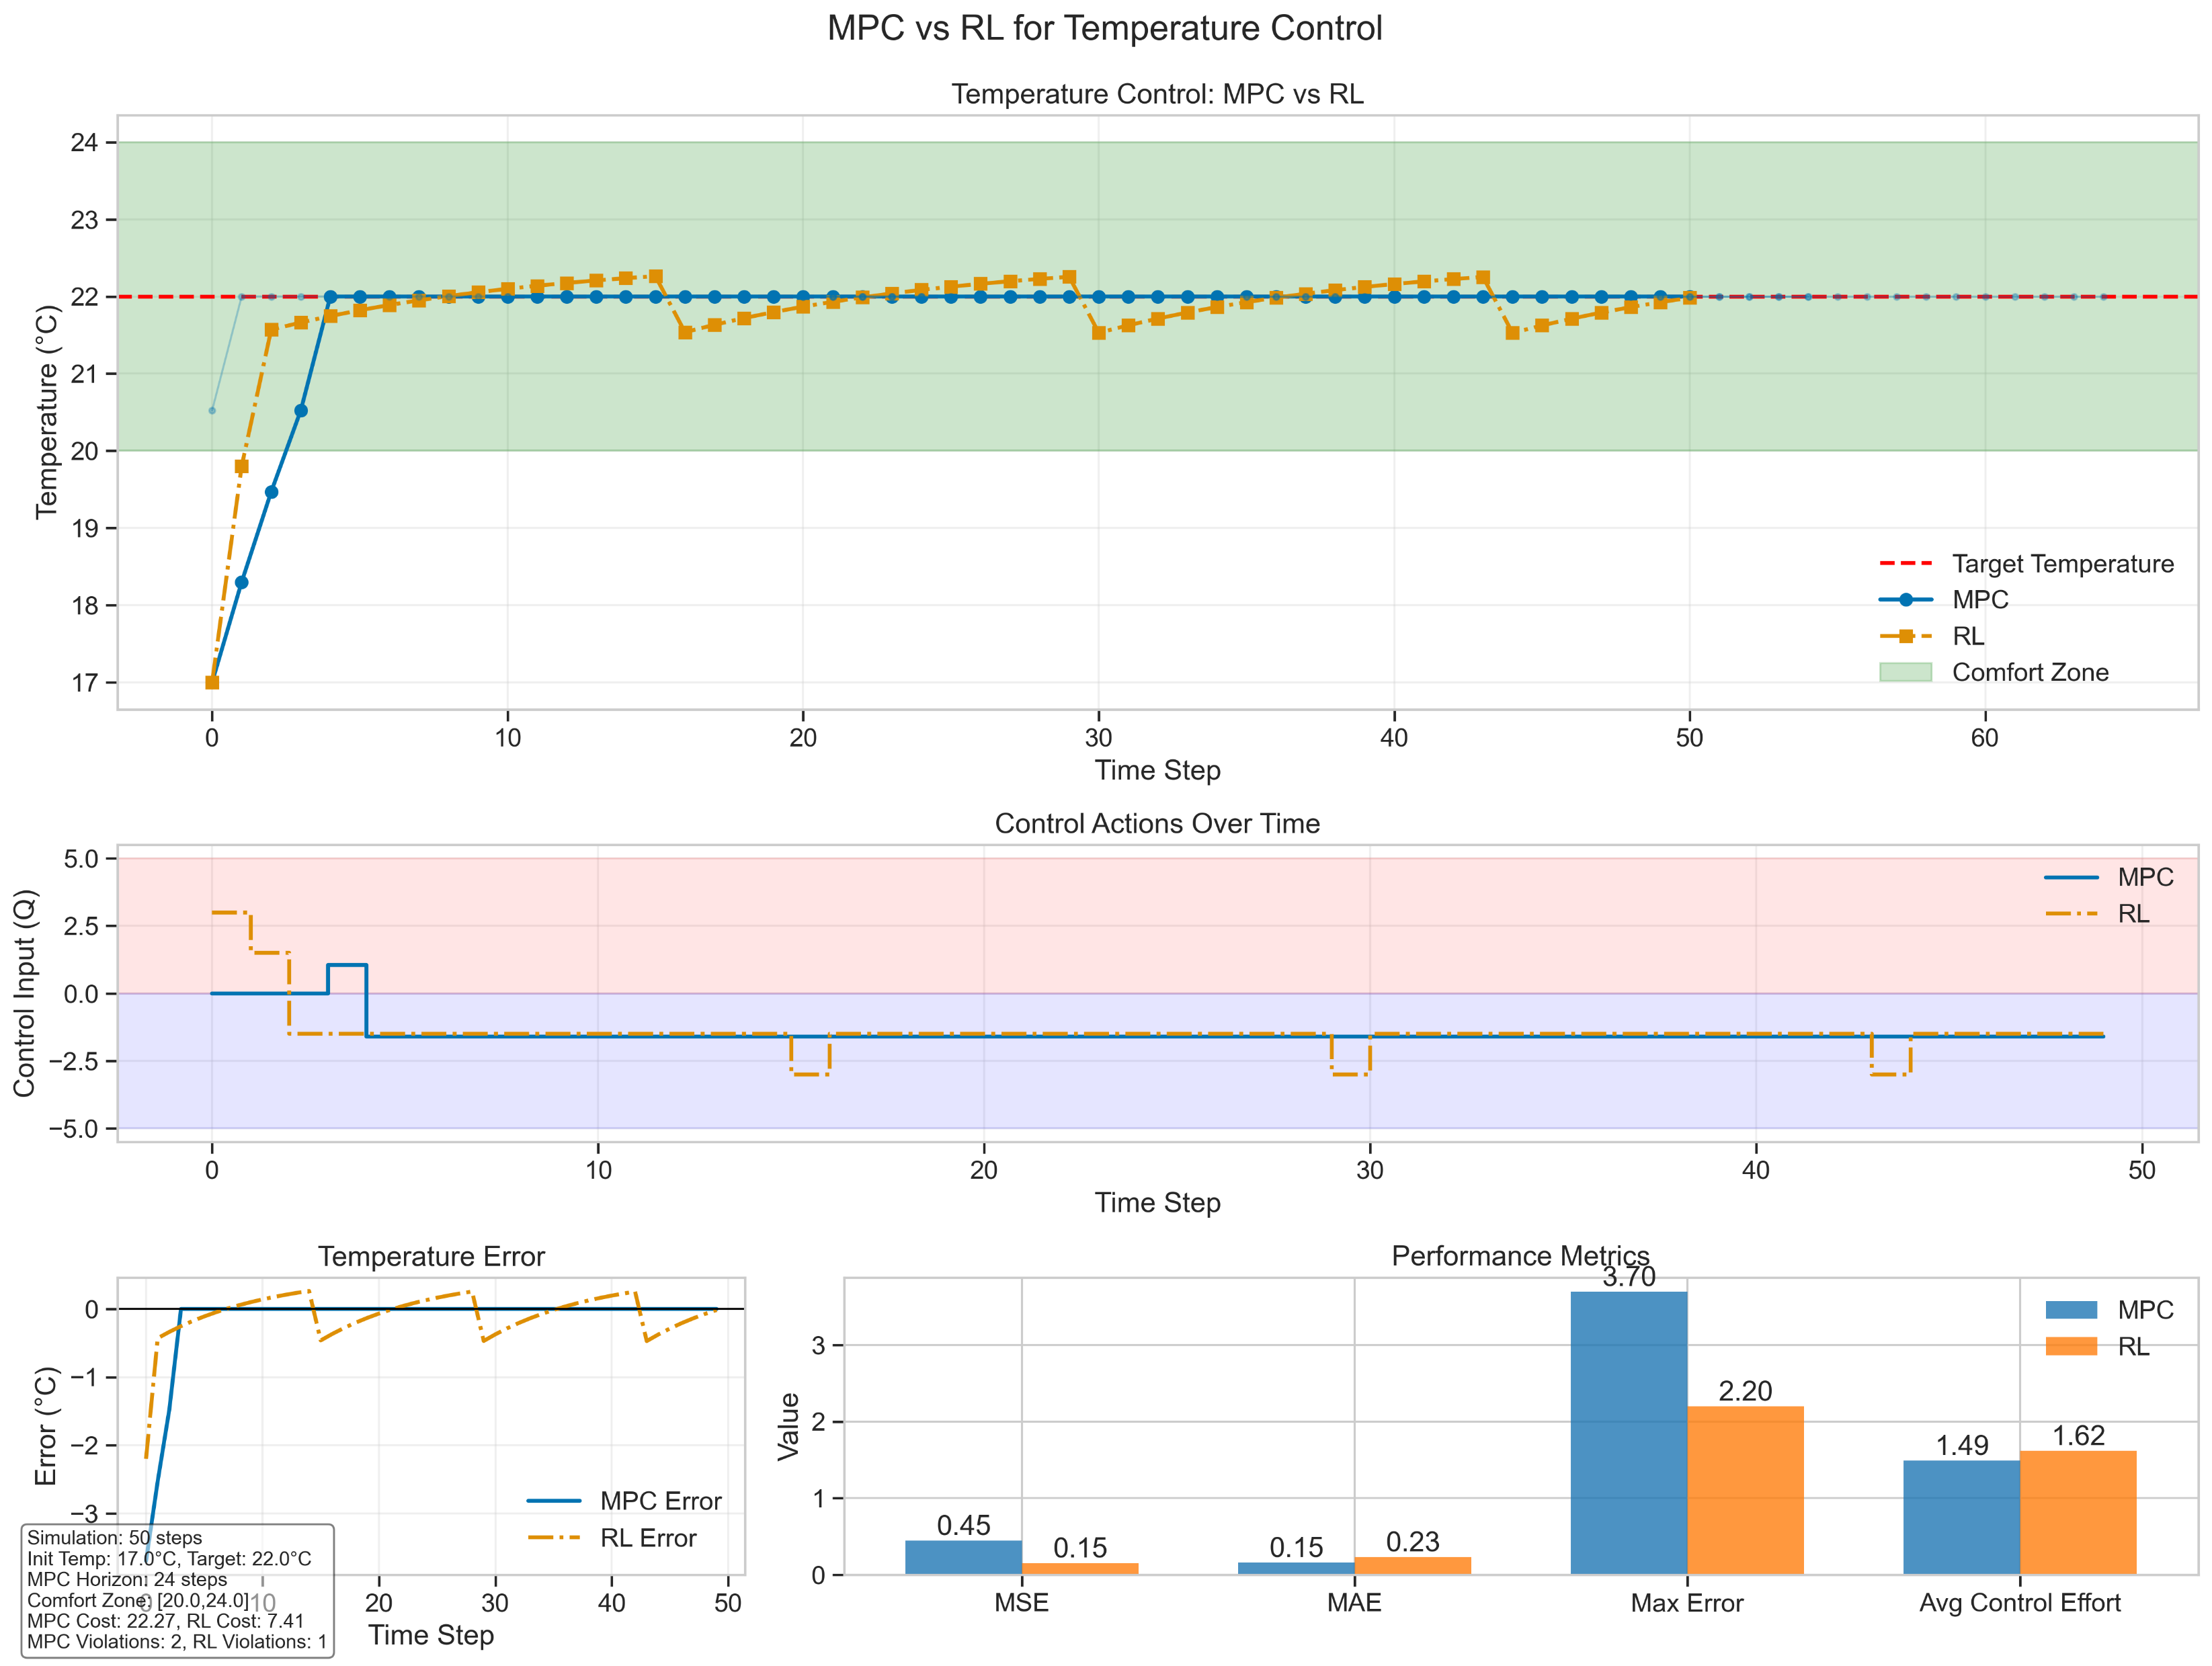 MPC vs RL for Temperature Control
Temperature Control: MPC vs RL
Temperature (°C)
24
23
22
21
20
19
18
17
Target Temperature
MPC
RL
Comfort Zone
0 10 20 30 40 50 60
Time Step
Control Actions Over Time
Control Input (Q)
5.0
2.5
0.0
−2.5
−5.0
MPC
RL
0 10 20 30 40 50
Time Step
Temperature Error
Error (°C)
0
−1
−2
−3
MPC Error
RL Error
0 10 20 30 40 50
Time Step
Simulation: 50 steps
Init Temp: 17.0°C, Target: 22.0°C
MPC Horizon: 24 steps
Comfort Zone: [20.0,24.0]
MPC Cost: 22.27, RL Cost: 7.41
MPC Violations: 2, RL Violations: 1
Performance Metrics
Value
3
2
1
0
MPC
RL
0.45
0.15
0.15
0.23
3.70
2.20
1.49
1.62
MSE
MAE
Max Error
Avg Control Effort